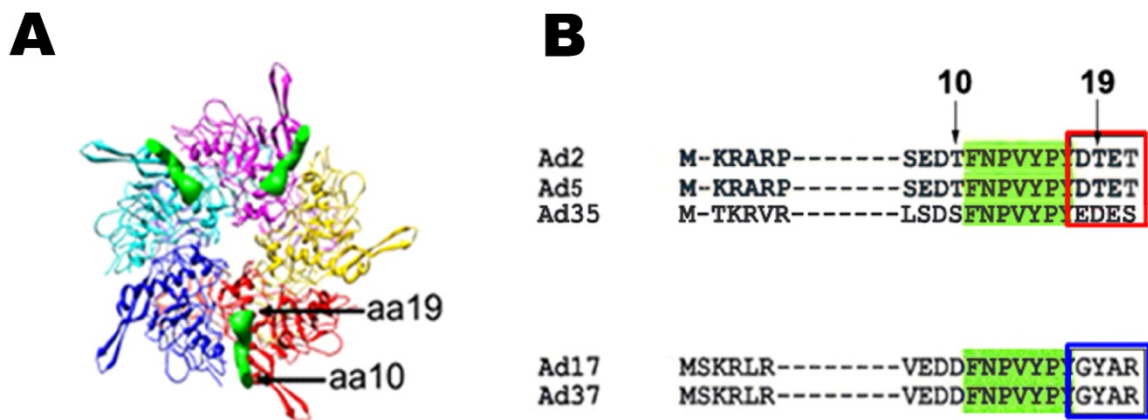 A
B
10 19
Ad2 M-KRARP--------SEDTFNPVYPYDTET
Ad5 M-KRARP--------SEDTFNPVYPYDTET
aa19
Ad35 M-TKRVR--------LSDSFNPVYPYEDES
aa10
Ad17 MSKRLR---------VEDDFNPVYPYGYAR
Ad37 MSKRLR---------VEDDFNPVYPYGYAR